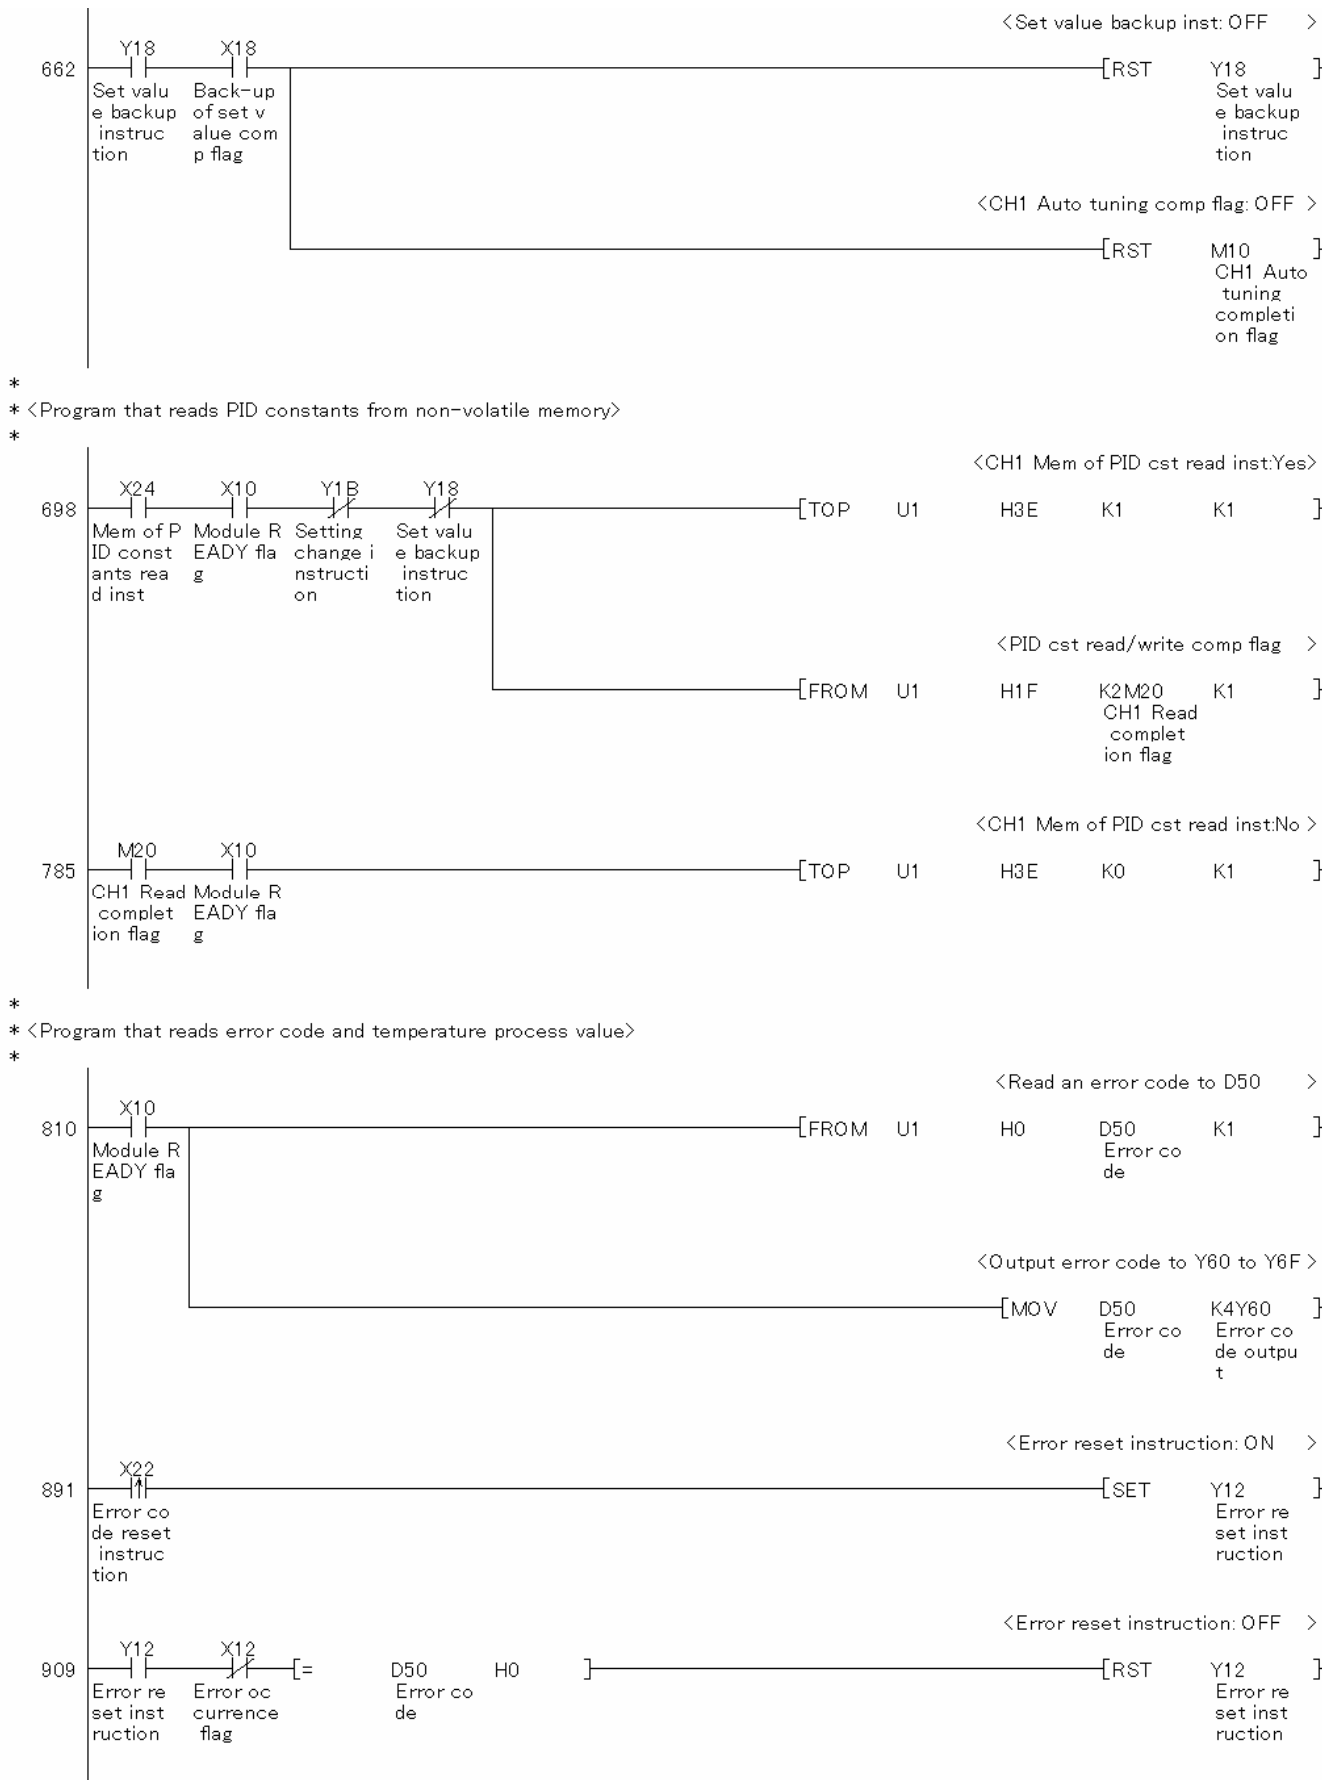 <Set value backup inst: OFF >
Y18 X18
662 [RST Y18 ]
Set valu Back-up Set valu
e backup of set v e backup
instruc alue com instruc
tion p flag tion
<CH1 Auto tuning comp flag: OFF >
[RST M10 ]
CH1 Auto
tuning
completi
on flag
*
* <Program that reads PID constants from non-volatile memory>
*
<CH1 Mem of PID cst read inst:Yes>
X24 X10 Y1B Y18
698 [TOP U1 H3E K1 K1 ]
Mem of P Module R Setting Set valu
ID const EADY fla change i e backup
ants rea g nstructi instruc
d inst on tion
<PID cst read/write comp flag >
[FROM U1 H1F K2M20 K1 ]
CH1 Read
complet
ion flag
<CH1 Mem of PID cst read inst:No >
M20 X10
785 [TOP U1 H3E K0 K1 ]
CH1 Read Module R
complet EADY fla
ion flag g
*
* <Program that reads error code and temperature process value>
*
<Read an error code to D50 >
X10
810 [FROM U1 H0 D50 K1 ]
Module R Error co
EADY fla de
g
<Output error code to Y60 to Y6F >
[MOV D50 K4Y60 ]
Error co Error co
de de outpu
t
<Error reset instruction: ON >
X22
891 [SET Y12 ]
Error co Error re
de reset set inst
instruc ruction
tion
<Error reset instruction: OFF >
Y12 X12
909 [= D50 H0 ] [RST Y12 ]
Error re Error oc Error co Error re
set inst currence de set inst
ruction flag ruction